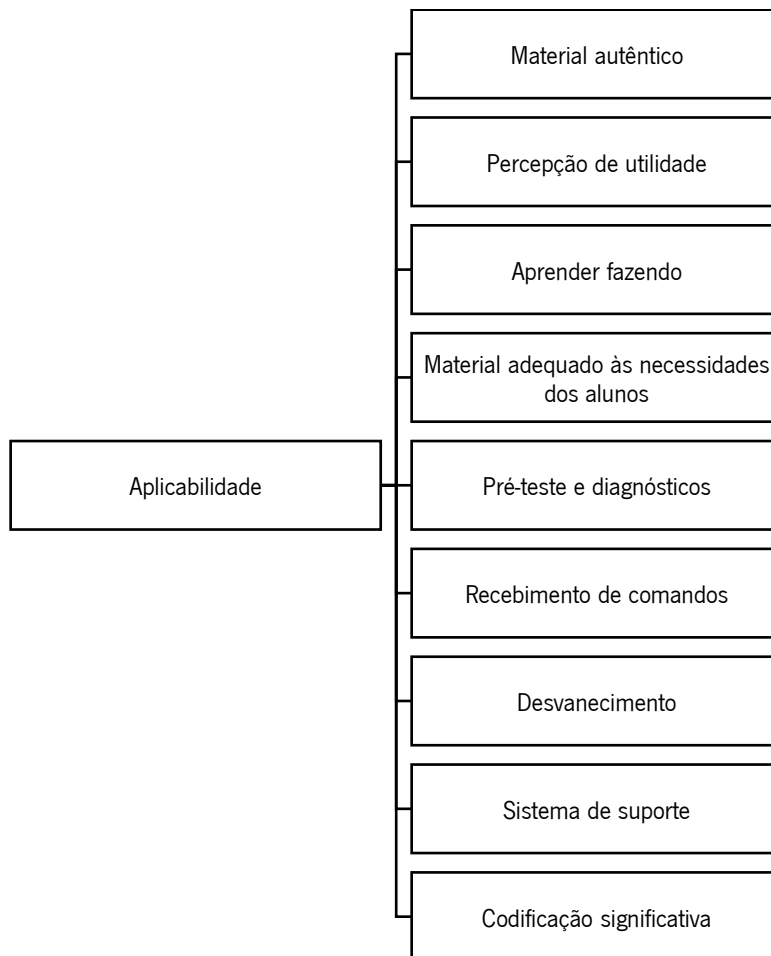 Material autêntico
Percepção de utilidade
Aprender fazendo
Material adequado às necessidades
dos alunos
Aplicabilidade
Pré-teste e diagnósticos
Recebimento de comandos
Desvanecimento
Sistema de suporte
Codificação significativa